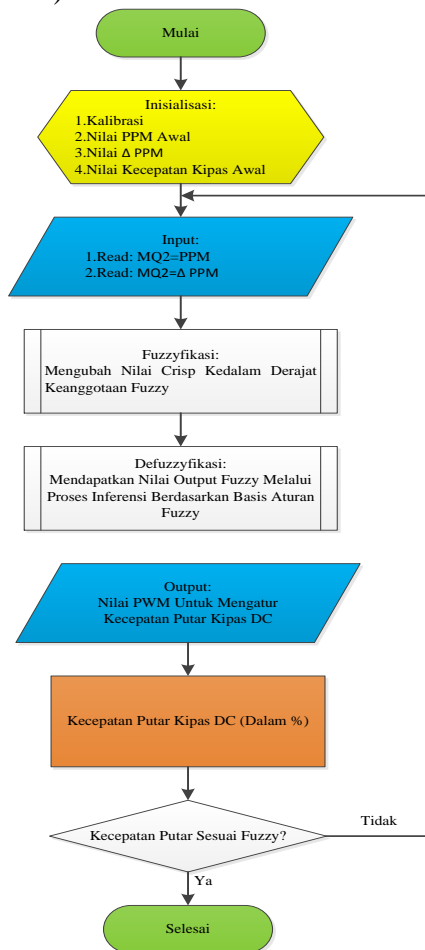 )
Mulai
Inisialisasi:
1.Kalibrasi
2.Nilai PPM Awal
3.Nilai Δ PPM
4.Nilai Kecepatan Kipas Awal
Input:
1.Read: MQ2=PPM
2.Read: MQ2=Δ PPM
Fuzzyfikasi:
Mengubah Nilai Crisp Kedalam Derajat
Keanggotaan Fuzzy
Defuzzyfikasi:
Mendapatkan Nilai Output Fuzzy Melalui
Proses Inferensi Berdasarkan Basis Aturan
Fuzzy
Output:
Nilai PWM Untuk Mengatur
Kecepatan Putar Kipas DC
Kecepatan Putar Kipas DC (Dalam %)
Kecepatan Putar Sesuai Fuzzy?
Tidak
Ya
Selesai